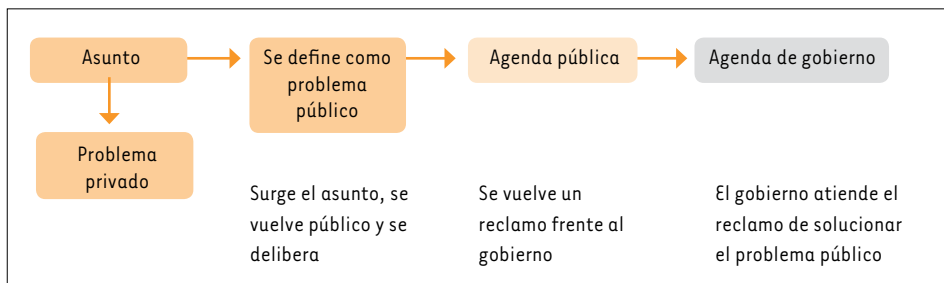 Asunto
Se define como
problema
público
Agenda pública
Agenda de gobierno
Problema
privado
Surge el asunto, se
vuelve público y se
delibera
Se vuelve un
reclamo frente al
gobierno
El gobierno atiende el
reclamo de solucionar
el problema público